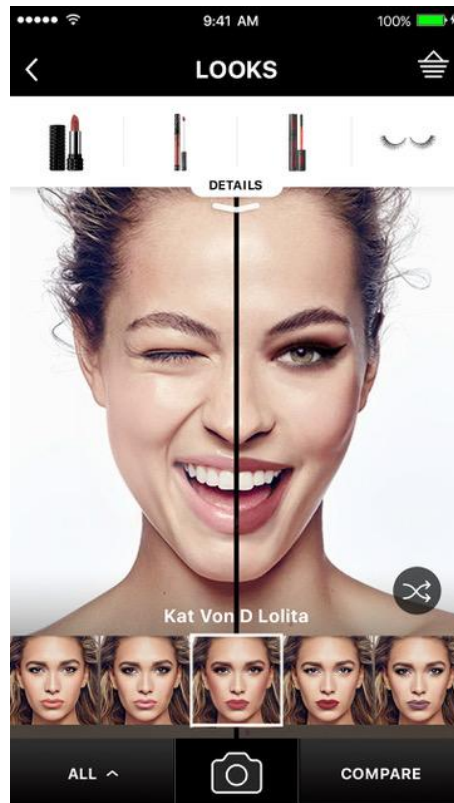 9:41 AM
100%
LOOKS
DETAILS
Kat Von D Lolita
ALL
COMPARE